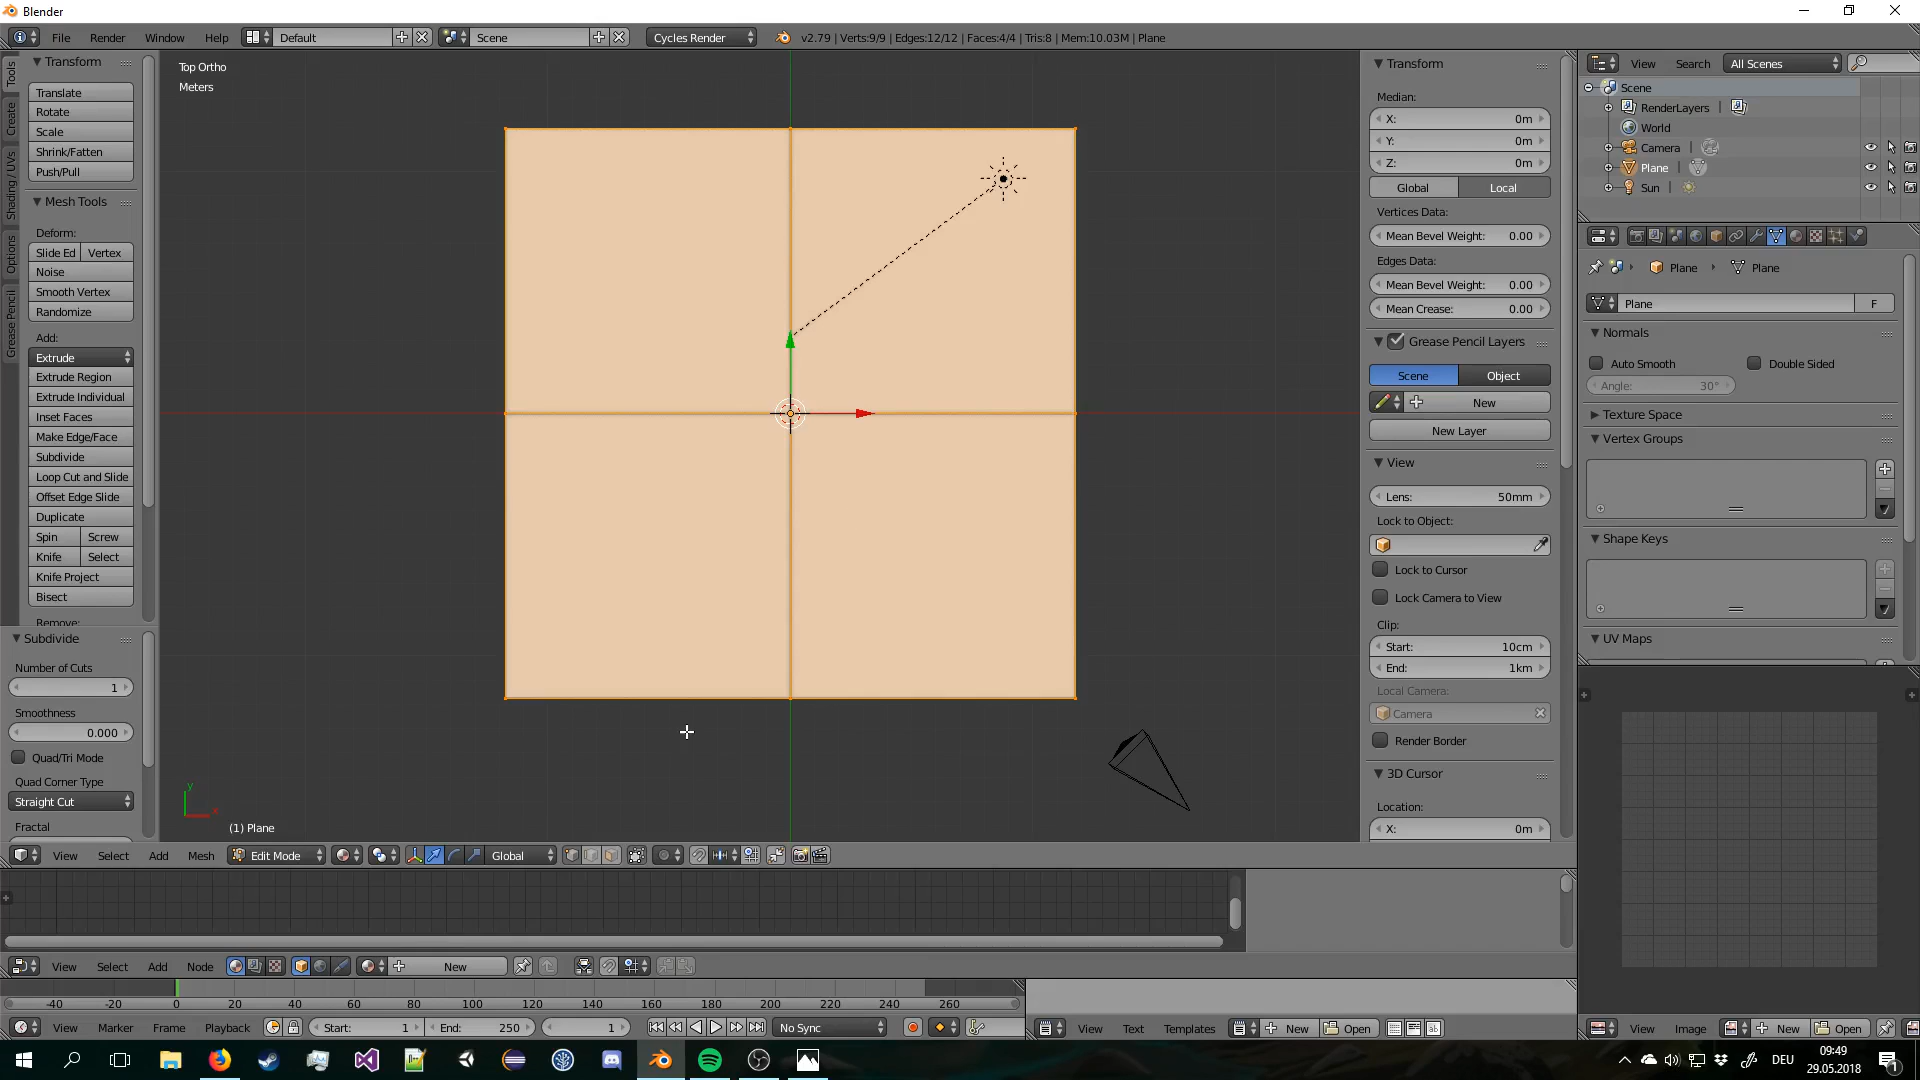 Blender
File Render Window Help Default Scene Cycles Render v2.79 | Verts:9/9 | Edges:12/12 | Faces:4/4 | Tris:8 | Mem:10.03M | Plane
Tools
Create
Shading / UVs
Options
Grease Pencil
Transform
Translate
Rotate
Scale
Shrink/Fatten
Push/Pull
Mesh Tools
Deform:
Slide Ed Vertex
Noise
Smooth Vertex
Randomize
Add:
Extrude
Extrude Region
Extrude Individual
Inset Faces
Make Edge/Face
Subdivide
Loop Cut and Slide
Offset Edge Slide
Duplicate
Spin Screw
Knife Select
Knife Project
Bisect
Remove:
Subdivide
Number of Cuts
1
Smoothness
0.000
Quad/Tri Mode
Quad Corner Type
Straight Cut
Fractal
Top Ortho
Meters
y
x
(1) Plane
Transform
Median:
X: 0m
Y: 0m
Z: 0m
Global Local
Vertices Data:
Mean Bevel Weight: 0.00
Edges Data:
Mean Bevel Weight: 0.00
Mean Crease: 0.00
Grease Pencil Layers
Scene Object
New
New Layer
View
Lens: 50mm
Lock to Object:
Lock to Cursor
Lock Camera to View
Clip:
Start: 10cm
End: 1km
Local Camera:
Camera
Render Border
3D Cursor
Location:
X: 0m
View Search All Scenes
Scene
RenderLayers |
World
Camera |
Plane |
Sun |
Plane Plane
Plane F
Normals
Auto Smooth Double Sided
Angle: 30°
Texture Space
Vertex Groups
Shape Keys
UV Maps
View Select Add Mesh Edit Mode Global
View Select Add Node New
-40 -20 0 20 40 60 80 100 120 140 160 180 200 220 240 260
View Marker Frame Playback Start: 1 End: 250 1 No Sync
View Text Templates New Open
View Image New Open
DEU
09:49
29.05.2018
1